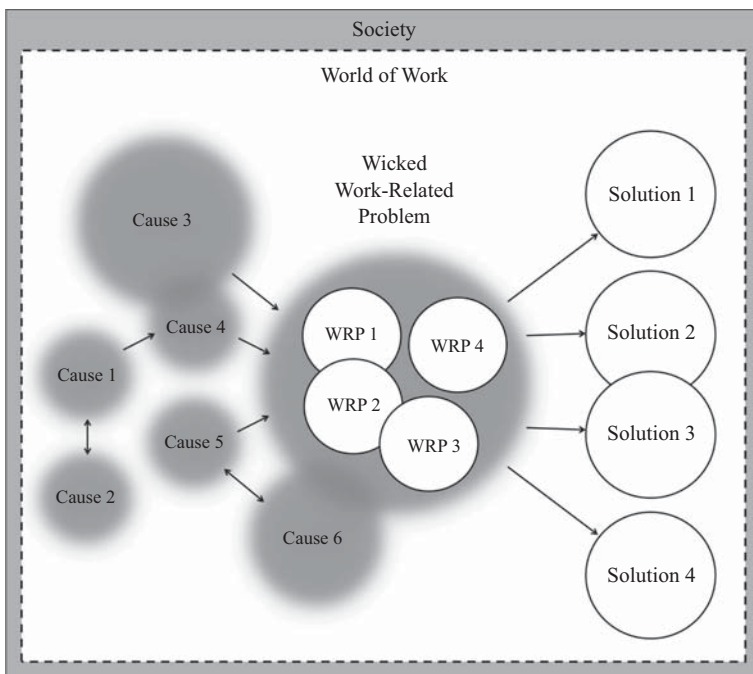 Society
World of Work
Wicked
Work-Related
Problem
Cause 3
Cause 4
Cause 1
Cause 5
Cause 2
Cause 6
WRP 1
WRP 4
WRP 2
WRP 3
Solution 1
Solution 2
Solution 3
Solution 4